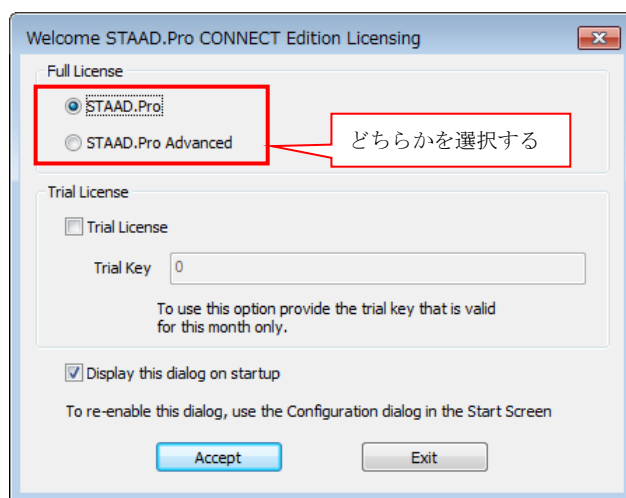 Welcome STAAD.Pro CONNECT Edition Licensing
Full License
STAAD.Pro
STAAD.Pro Advanced
どちらかを選択する
Trial License
Trial License
Trial Key 0
To use this option provide the trial key that is valid
for this month only.
Display this dialog on startup
To re-enable this dialog, use the Configuration dialog in the Start Screen
Accept Exit